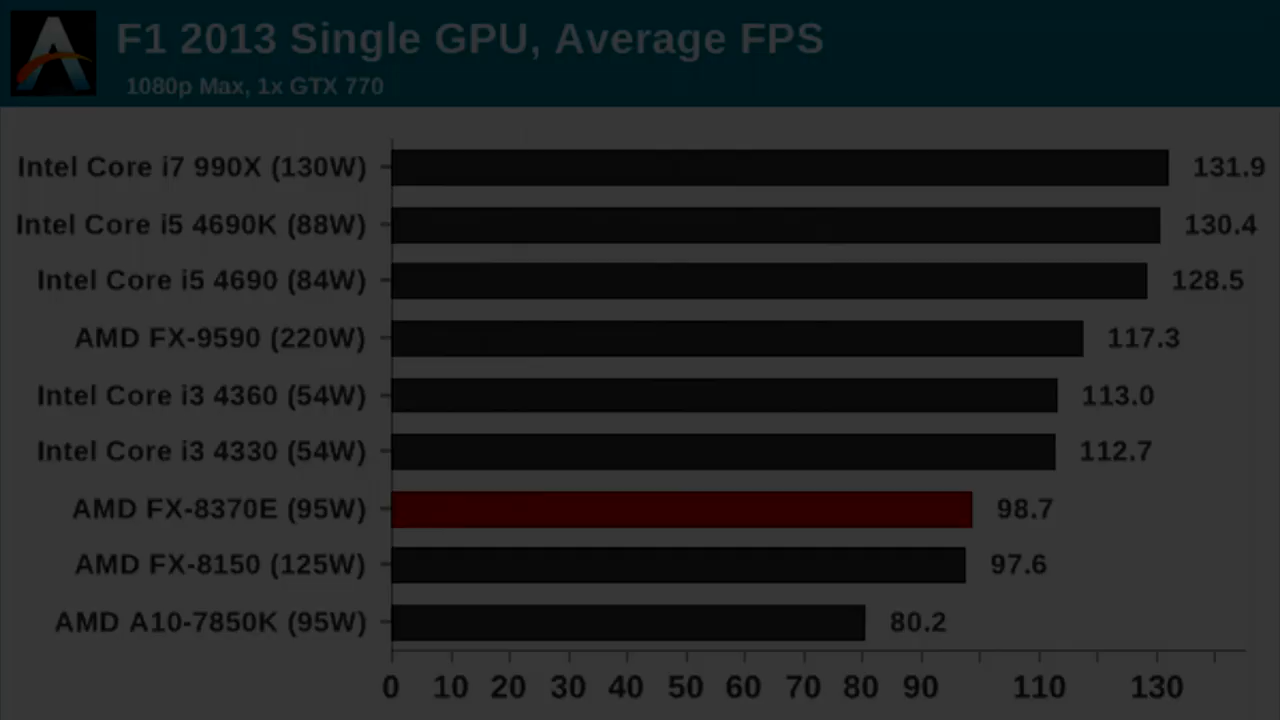 F1 2013 Single GPU, Average FPS
1080p Max, 1x GTX 770
Intel Core i7 990X (130W) 131.9
Intel Core i5 4690K (88W) 130.4
Intel Core i5 4690 (84W) 128.5
AMD FX-9590 (220W) 117.3
Intel Core i3 4360 (54W) 113.0
Intel Core i3 4330 (54W) 112.7
AMD FX-8370E (95W) 98.7
AMD FX-8150 (125W) 97.6
AMD A10-7850K (95W) 80.2
0 10 20 30 40 50 60 70 80 90 110 130